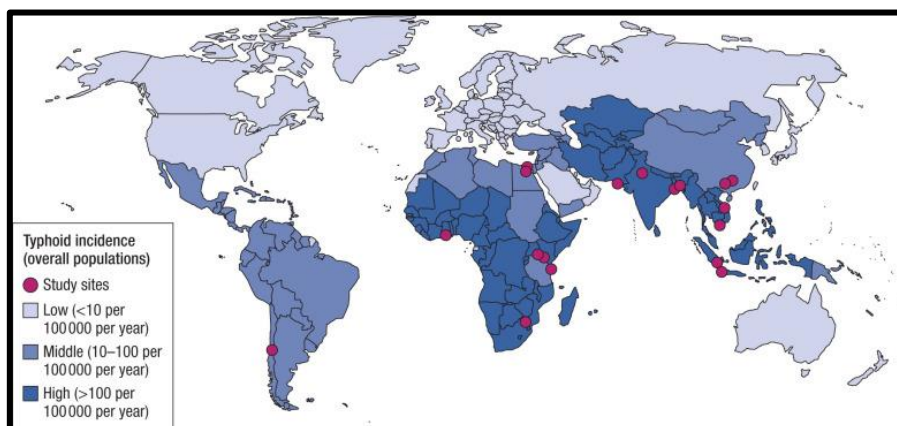 Typhoid incidence
(overall populations)
Study sites
Low (<10 per
100 000 per year)
Middle (10–100 per
100 000 per year)
High (>100 per
100 000 per year)